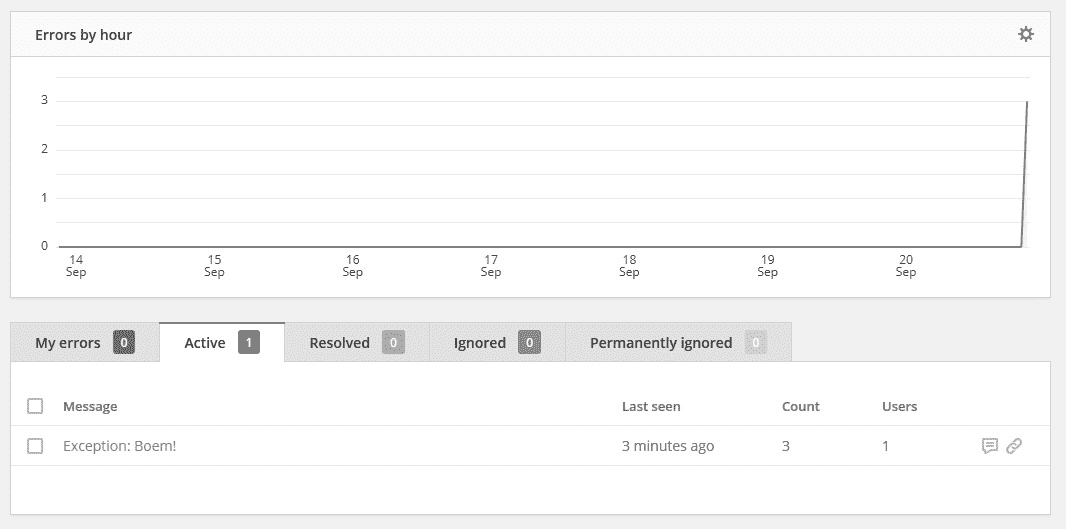 Errors by hour
3
2
1
0
14 15 16 17 18 19 20
Sep Sep Sep Sep Sep Sep Sep
My errors 0 Active 1 Resolved 0 Ignored 0 Permanently ignored 0
Message Last seen Count Users
Exception: Boem! 3 minutes ago 3 1